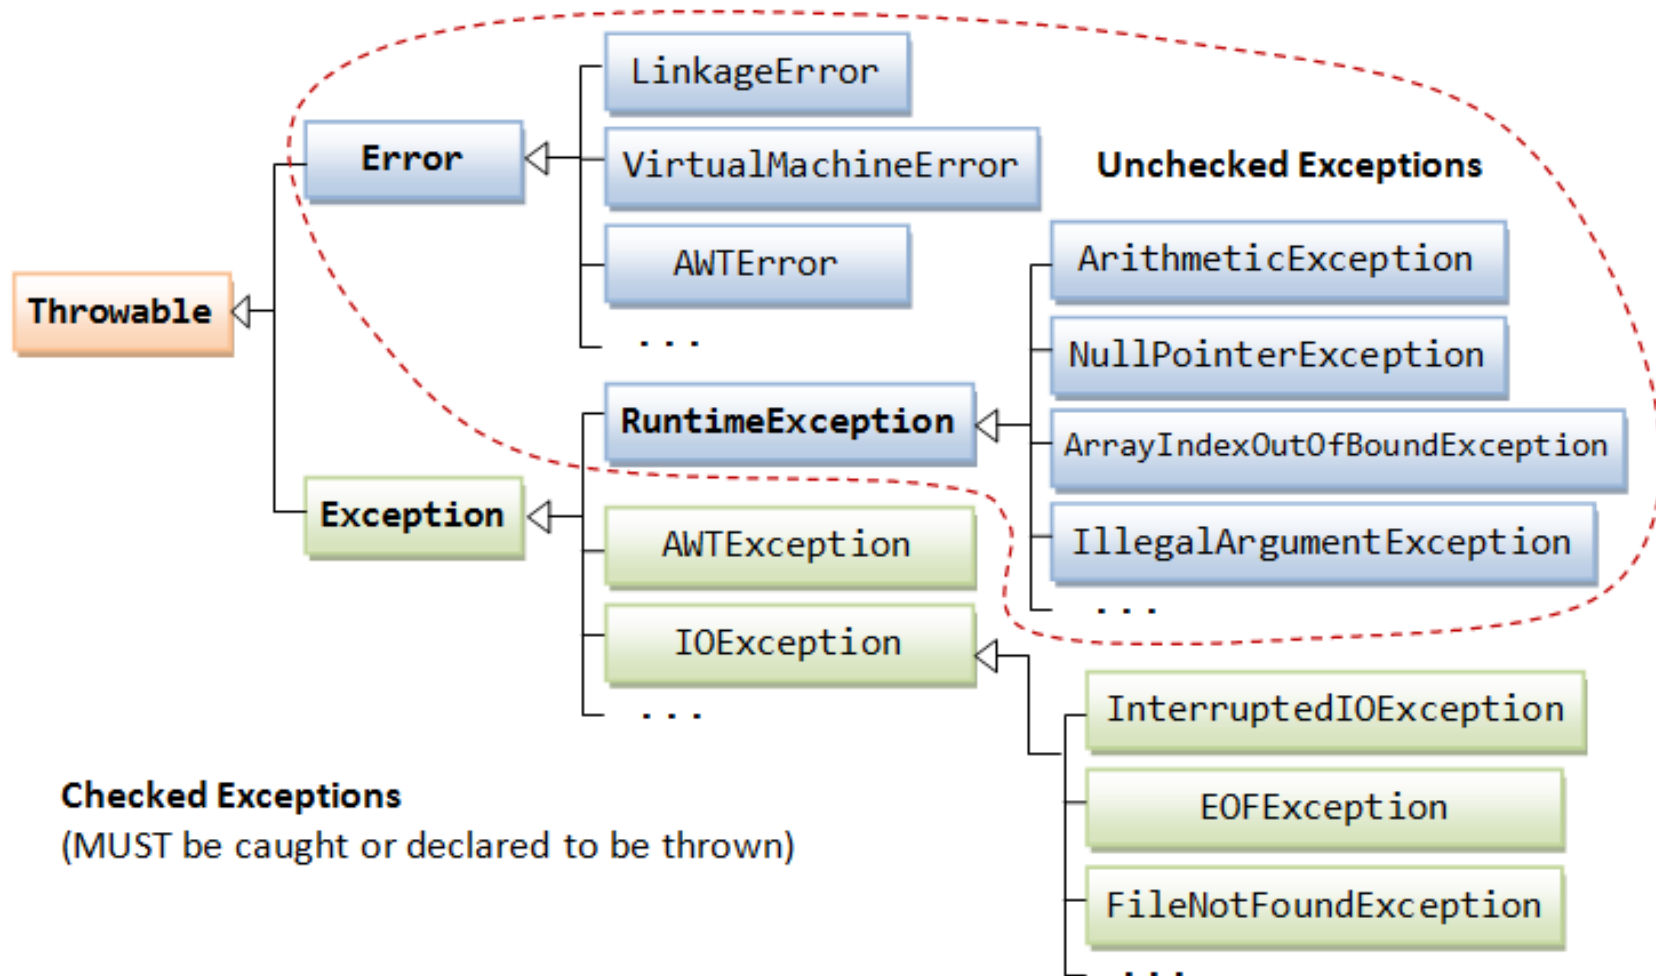 LinkageError
Error
VirtualMachineError
Unchecked Exceptions
AWTError
ArithmeticException
Throwable
...
NullPointerException
RuntimeException
ArrayIndexOutOfBoundException
Exception
AWTException
IllegalArgumentException
...
IOException
...
InterruptedIOException
Checked Exceptions
(MUST be caught or declared to be thrown)
EOFException
FileNotFoundException
...